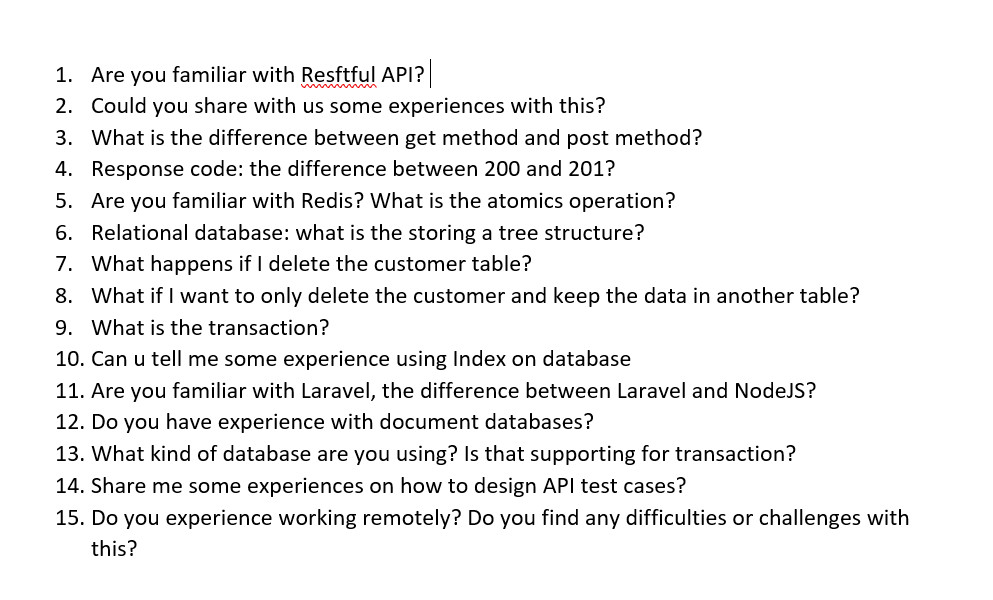 1. Are you familiar with Resftful API?
2. Could you share with us some experiences with this?
3. What is the difference between get method and post method?
4. Response code: the difference between 200 and 201?
5. Are you familiar with Redis? What is the atomics operation?
6. Relational database: what is the storing a tree structure?
7. What happens if I delete the customer table?
8. What if I want to only delete the customer and keep the data in another table?
9. What is the transaction?
10. Can u tell me some experience using Index on database
11. Are you familiar with Laravel, the difference between Laravel and NodeJS?
12. Do you have experience with document databases?
13. What kind of database are you using? Is that supporting for transaction?
14. Share me some experiences on how to design API test cases?
15. Do you experience working remotely? Do you find any difficulties or challenges with
this?